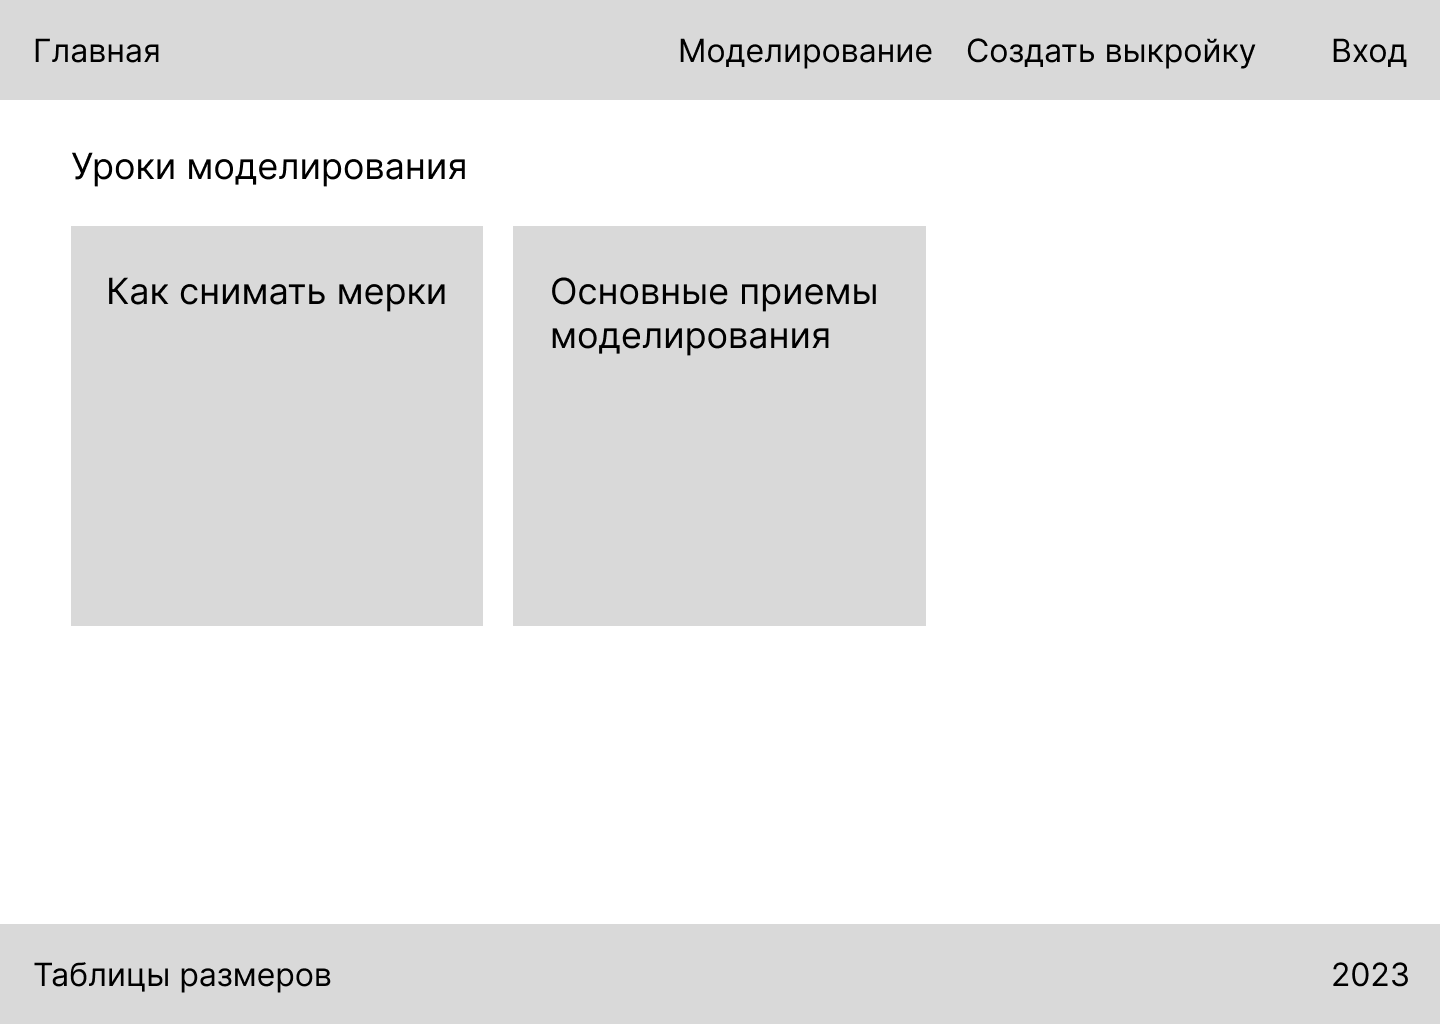 Главная Моделирование Создать выкройку Вход
Уроки моделирования
Как снимать мерки
Основные приемы
моделирования
Таблицы размеров 2023